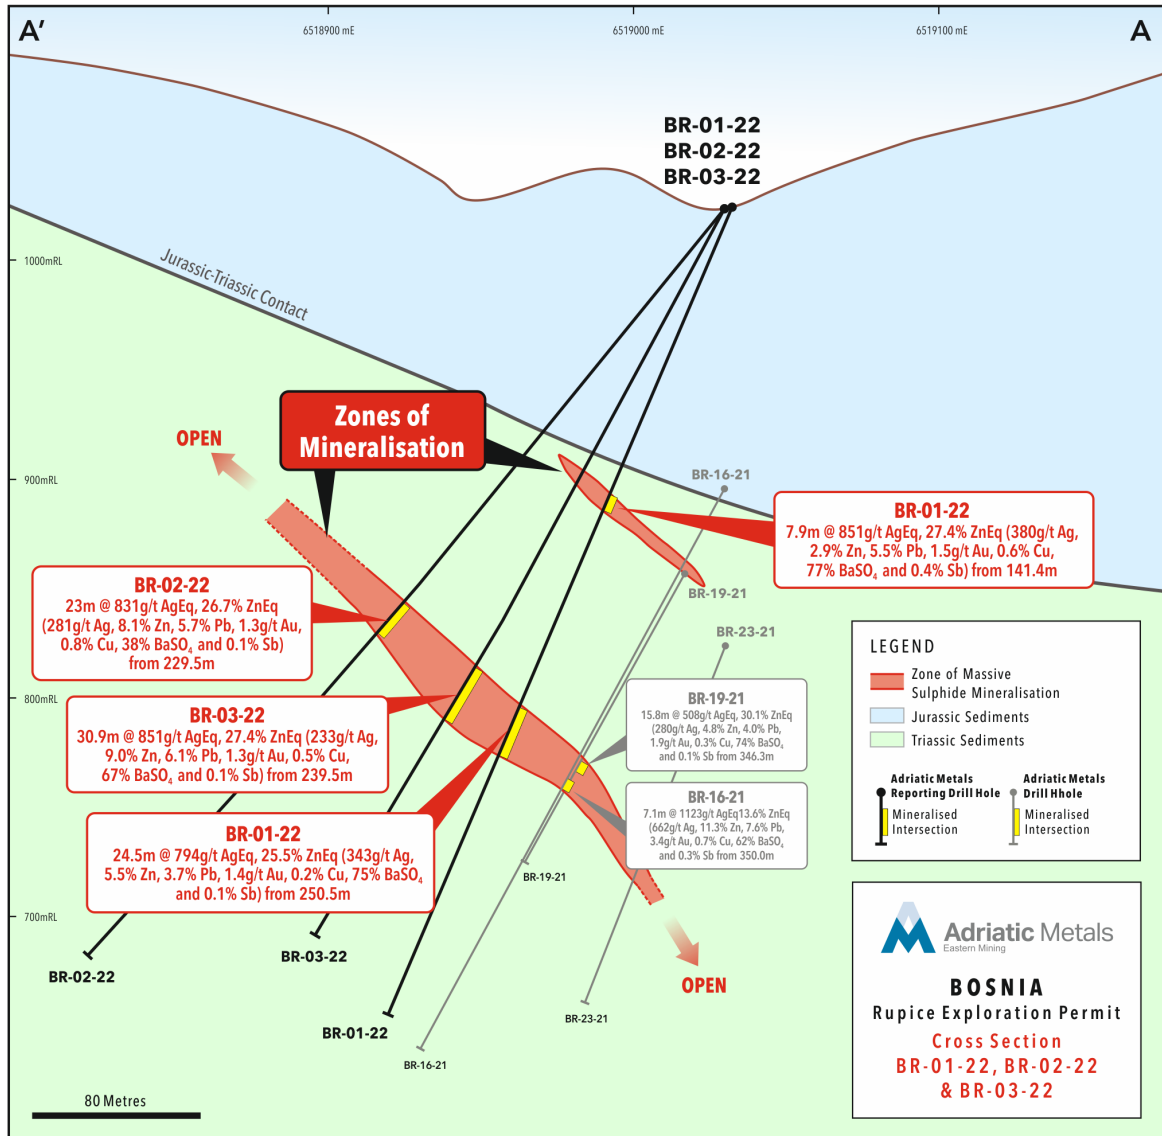 A'
6518900 mE
6519000 mE
6519100 mE
A
BR-01-22
BR-02-22
BR-03-22
1000mRL
Jurassic-Triassic Contact
Zones of
Mineralisation
OPEN
900mRL
BR-16-21
BR-01-22
7.9m @ 851g/t AgEq, 27.4% ZnEq (380g/t Ag,
2.9% Zn, 5.5% Pb, 1.5g/t Au, 0.6% Cu,
77% BaSO₄ and 0.4% Sb) from 141.4m
BR-19-21
BR-02-22
23m @ 831g/t AgEq, 26.7% ZnEq
(281g/t Ag, 8.1% Zn, 5.7% Pb, 1.3g/t Au,
0.8% Cu, 38% BaSO₄ and 0.1% Sb)
from 229.5m
BR-23-21
800mRL
BR-03-22
30.9m @ 851g/t AgEq, 27.4% ZnEq (233g/t Ag,
9.0% Zn, 6.1% Pb, 1.3g/t Au, 0.5% Cu,
67% BaSO₄ and 0.1% Sb) from 239.5m
BR-19-21
15.8m @ 508g/t AgEq, 30.1% ZnEq
(280g/t Ag, 4.8% Zn, 4.0% Pb,
1.9g/t Au, 0.3% Cu, 74% BaSO₄
and 0.1% Sb from 346.3m
BR-16-21
7.1m @ 1123g/t AgEq13.6% ZnEq
(662g/t Ag, 11.3% Zn, 7.6% Pb,
3.4g/t Au, 0.7% Cu, 62% BaSO₄
and 0.3% Sb from 350.0m
BR-01-22
24.5m @ 794g/t AgEq, 25.5% ZnEq (343g/t Ag,
5.5% Zn, 3.7% Pb, 1.4g/t Au, 0.2% Cu, 75% BaSO₄
and 0.1% Sb) from 250.5m
BR-19-21
700mRL
BR-02-22
BR-03-22
BR-01-22
BR-16-21
BR-23-21
OPEN
80 Metres
LEGEND
Zone of Massive
Sulphide Mineralisation
Jurassic Sediments
Triassic Sediments
Adriatic Metals
Reporting Drill Hole
Mineralised
Intersection
Adriatic Metals
Drill Hhole
Mineralised
Intersection
Adriatic Metals
Eastern Mining
BOSNIA
Rupice Exploration Permit
Cross Section
BR-01-22, BR-02-22
& BR-03-22